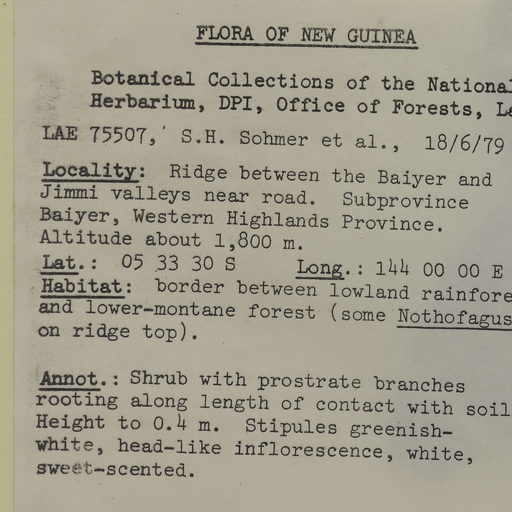 FLORA OF NEW GUINEA
Botanical Collections of the National
Herbarium, DPI, Office of Forests,
LAE 75507, S.H. Sohmer et al., 18/6/79
Locality: Ridge between the Baiyer and
Jimmi valleys near road. Subprovince
Baiyer, Western Highlands Province.
Altitude about 1,800 m.
Lat.: 05 33 30 S Long.: 144 00 00 E
Habitat: border between lowland rainfore
and lower-montane forest (some Nothofagus
on ridge top).
Annot.: Shrub with prostrate branches
rooting along length of contact with soil
Height to 0.4 m. Stipules greenish-
white, head-like inflorescence, white,
sweet-scented.